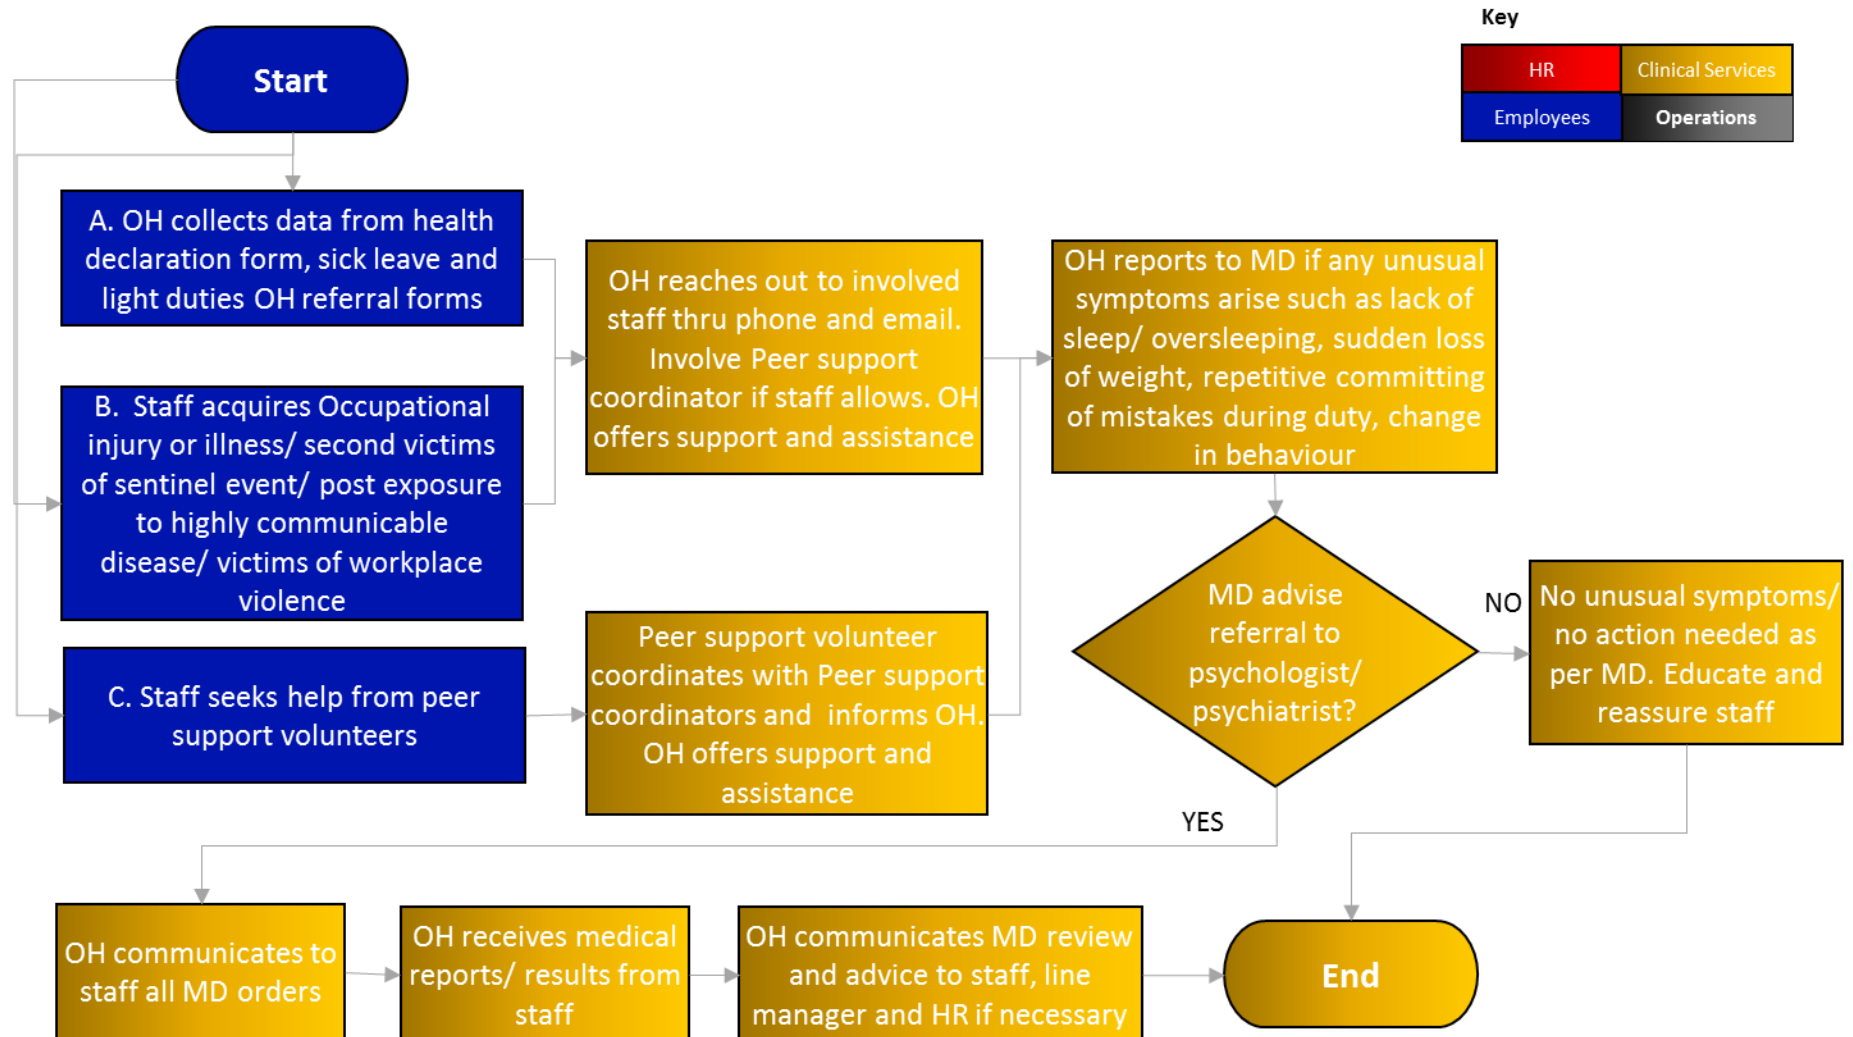 Key
HR
Clinical Services
Employees
Operations
Start
A. OH collects data from health
declaration form, sick leave and
light duties OH referral forms
B. Staff acquires Occupational
injury or illness/ second victims
of sentinel event/ post exposure
to highly communicable
disease/ victims of workplace
violence
C. Staff seeks help from peer
support volunteers
OH reaches out to involved
staff thru phone and email.
Involve Peer support
coordinator if staff allows. OH
offers support and assistance
Peer support volunteer
coordinates with Peer support
coordinators and informs OH.
OH offers support and
assistance
OH reports to MD if any unusual
symptoms arise such as lack of
sleep/ oversleeping, sudden loss
of weight, repetitive committing
of mistakes during duty, change
in behaviour
MD advise
referral to
psychologist/
psychiatrist?
NO
No unusual symptoms/
no action needed as
per MD. Educate and
reassure staff
YES
OH communicates to
staff all MD orders
OH receives medical
reports/ results from
staff
OH communicates MD review
and advice to staff, line
manager and HR if necessary
End